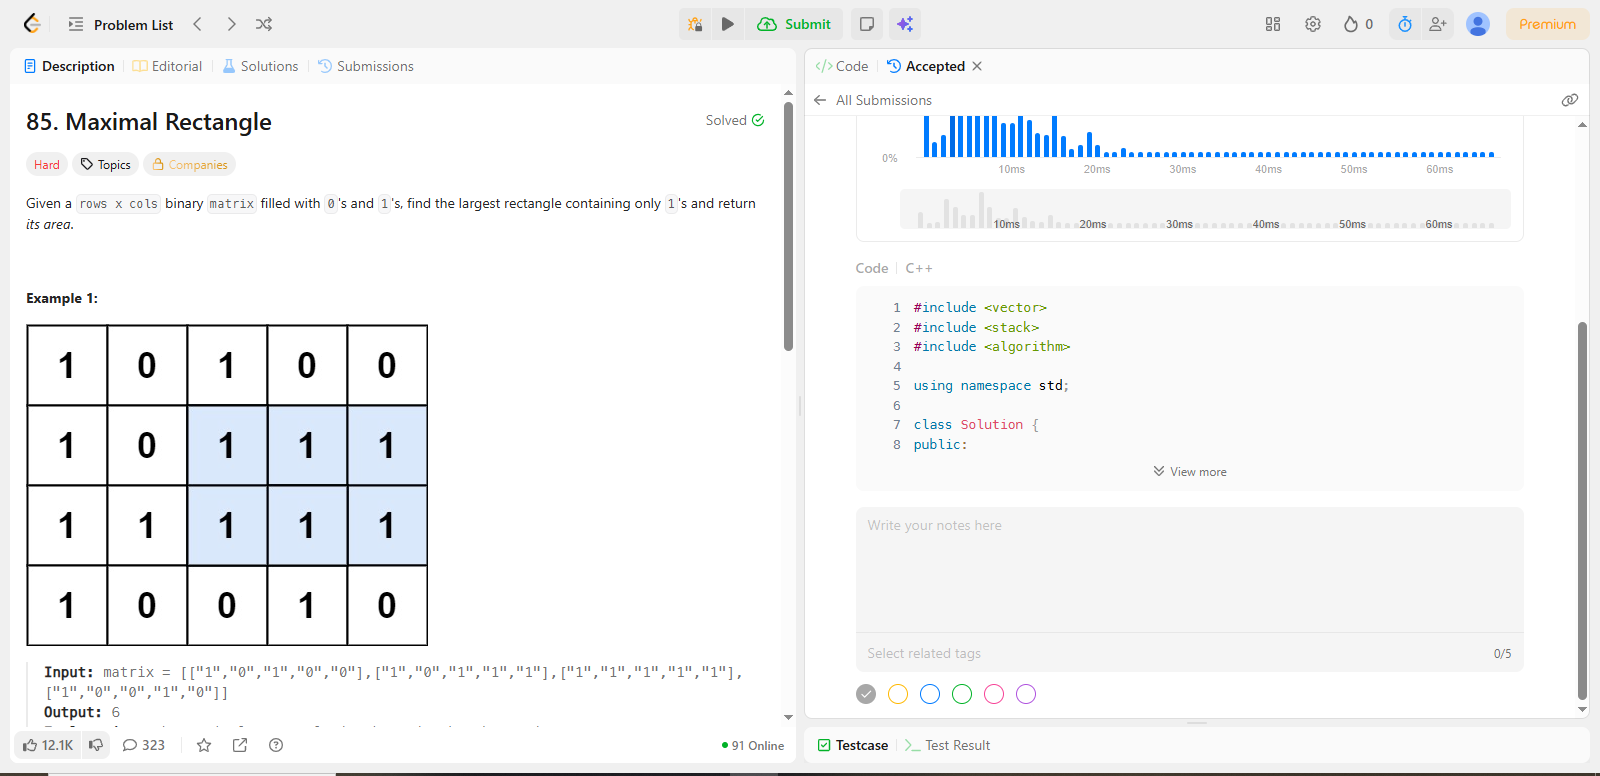 Problem List
Submit
0
Premium
Description
Editorial
Solutions
Submissions
85. Maximal Rectangle
Solved
Hard
Topics
Companies
Given a rows x cols binary matrix filled with 0's and 1's, find the largest rectangle containing only 1's and return
its area.
Example 1:
1 0 1 0 0
1 0 1 1 1
1 1 1 1 1
1 0 0 1 0
Input: matrix = [["1","0","1","0","0"],["1","0","1","1","1"],["1","1","1","1","1"],
["1","0","0","1","0"]]
Output: 6
12.1K
323
91 Online
Code
Accepted
All Submissions
0%
10ms 20ms 30ms 40ms 50ms 60ms
10ms 20ms 30ms 40ms 50ms 60ms
Code C++
1 #include <vector>
2 #include <stack>
3 #include <algorithm>
4
5 using namespace std;
6
7 class Solution {
8 public:
View more
Write your notes here
Select related tags
0/5
Testcase
Test Result